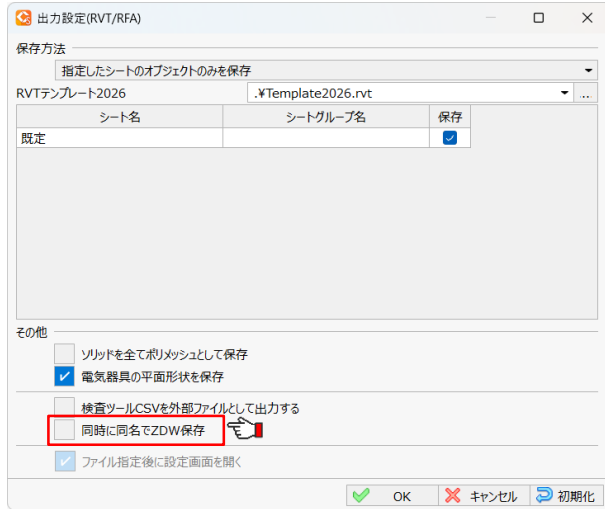 出力設定(RVT/RFA)
保存方法
指定したシートのオブジェクトのみを保存
RVTテンプレート2026 .¥Template2026.rvt ...
シート名 シートグループ名 保存
既定
その他
ソリッドを全てポリメッシュとして保存
電気器具の平面形状を保存
検査ツールCSVを外部ファイルとして出力する
同時に同名でZDW保存
ファイル指定後に設定画面を開く
OK キャンセル 初期化